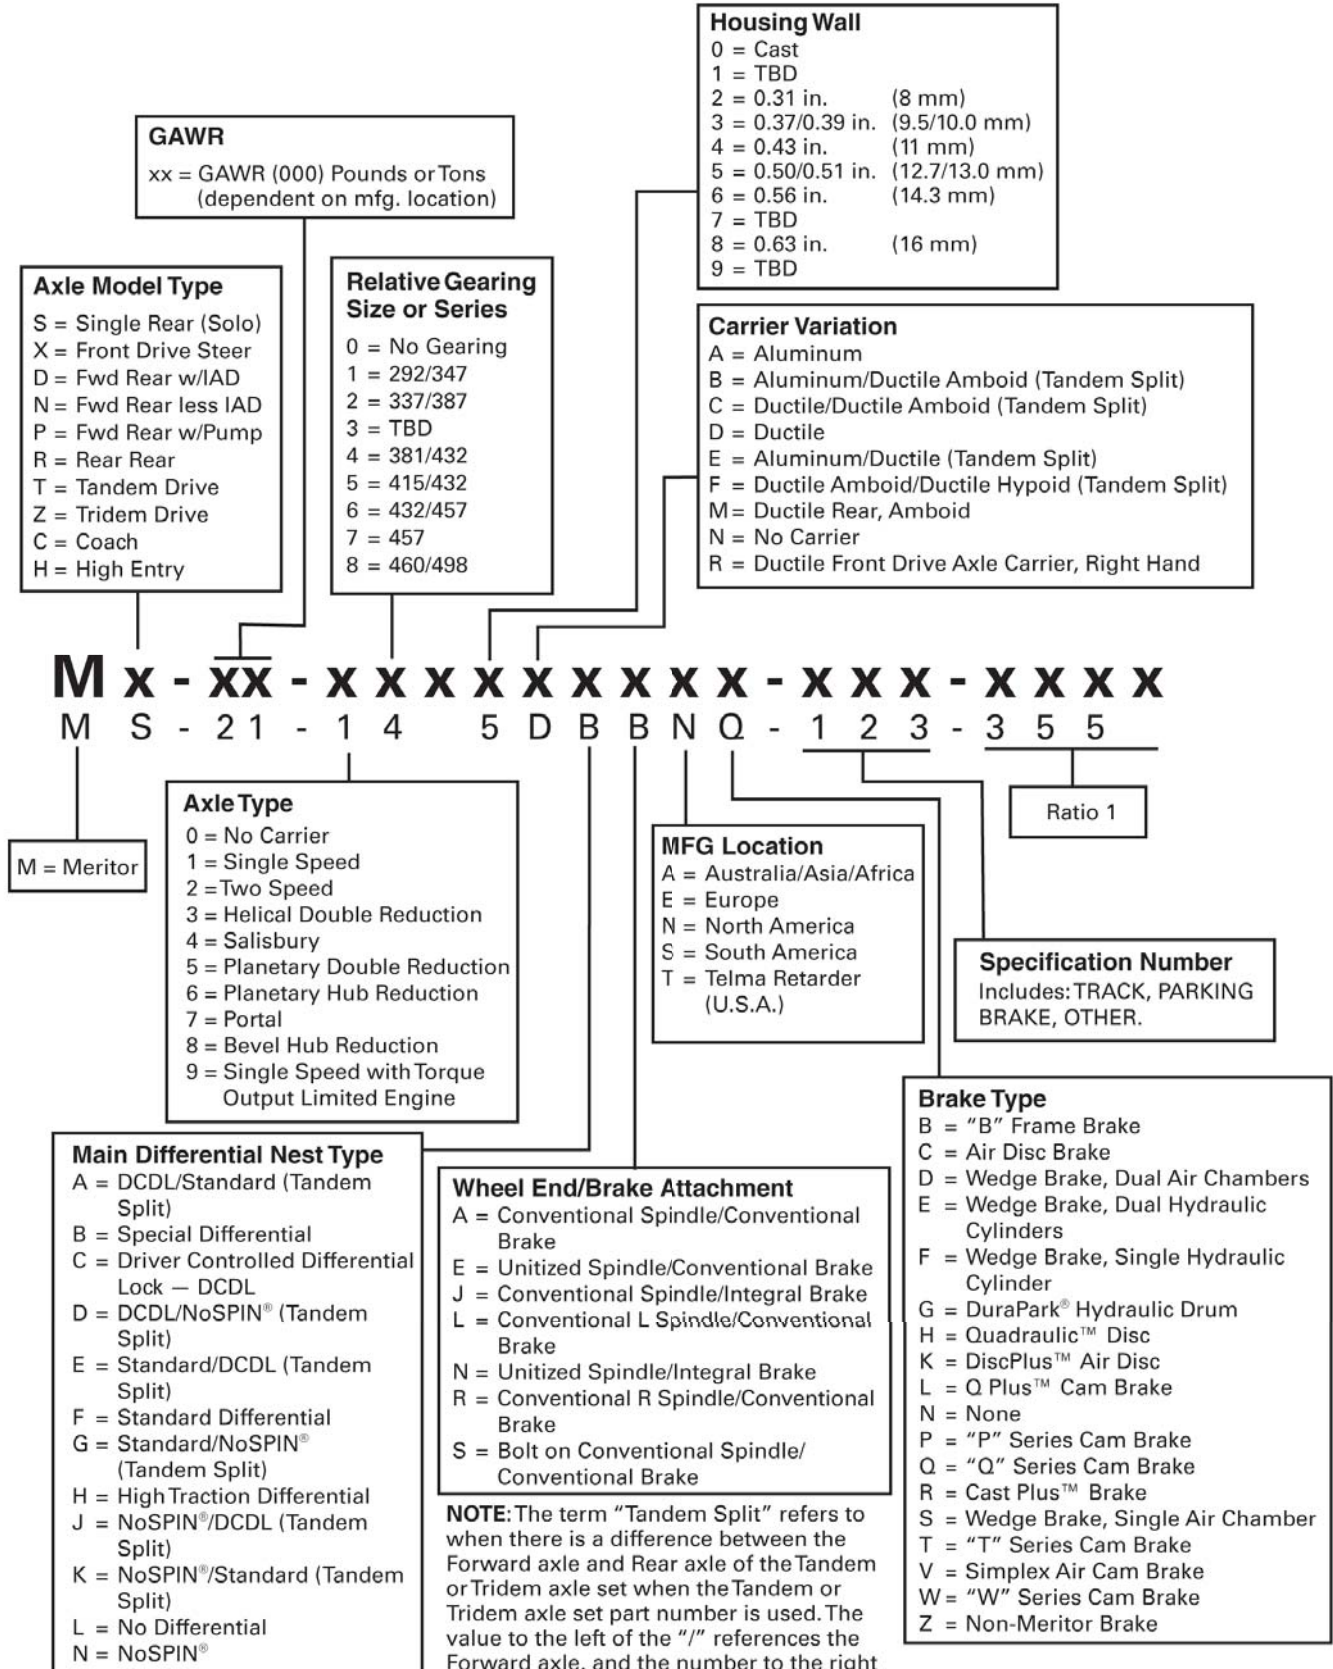 Housing Wall
0 = Cast
1 = TBD
2 = 0.31 in. (8 mm)
3 = 0.37/0.39 in. (9.5/10.0 mm)
4 = 0.43 in. (11 mm)
5 = 0.50/0.51 in. (12.7/13.0 mm)
6 = 0.56 in. (14.3 mm)
7 = TBD
8 = 0.63 in. (16 mm)
9 = TBD
GAWR
xx = GAWR (000) Pounds or Tons
(dependent on mfg. location)
Axle Model Type
S = Single Rear (Solo)
X = Front Drive Steer
D = Fwd Rear w/IAD
N = Fwd Rear less IAD
P = Fwd Rear w/Pump
R = Rear Rear
T = Tandem Drive
Z = Tridem Drive
C = Coach
H = High Entry
Relative Gearing
Size or Series
0 = No Gearing
1 = 292/347
2 = 337/387
3 = TBD
4 = 381/432
5 = 415/432
6 = 432/457
7 = 457
8 = 460/498
Carrier Variation
A = Aluminum
B = Aluminum/Ductile Amboid (Tandem Split)
C = Ductile/Ductile Amboid (Tandem Split)
D = Ductile
E = Aluminum/Ductile (Tandem Split)
F = Ductile Amboid/Ductile Hypoid (Tandem Split)
M = Ductile Rear, Amboid
N = No Carrier
R = Ductile Front Drive Axle Carrier, Right Hand
M x - xx - x x x x x x x x x - x x x - x x x x
M S - 2 1 - 1 4 5 D B B N Q - 1 2 3 - 3 5 5
M = Meritor
Axle Type
0 = No Carrier
1 = Single Speed
2 = Two Speed
3 = Helical Double Reduction
4 = Salisbury
5 = Planetary Double Reduction
6 = Planetary Hub Reduction
7 = Portal
8 = Bevel Hub Reduction
9 = Single Speed with Torque
Output Limited Engine
MFG Location
A = Australia/Asia/Africa
E = Europe
N = North America
S = South America
T = Telma Retarder
(U.S.A.)
Ratio 1
Specification Number
Includes: TRACK, PARKING
BRAKE, OTHER.
Main Differential Nest Type
A = DCDL/Standard (Tandem
Split)
B = Special Differential
C = Driver Controlled Differential
Lock — DCDL
D = DCDL/NoSPIN® (Tandem
Split)
E = Standard/DCDL (Tandem
Split)
F = Standard Differential
G = Standard/NoSPIN®
(Tandem Split)
H = High Traction Differential
J = NoSPIN®/DCDL (Tandem
Split)
K = NoSPIN®/Standard (Tandem
Split)
L = No Differential
N = NoSPIN®
Wheel End/Brake Attachment
A = Conventional Spindle/Conventional
Brake
E = Unitized Spindle/Conventional Brake
J = Conventional Spindle/Integral Brake
L = Conventional L Spindle/Conventional
Brake
N = Unitized Spindle/Integral Brake
R = Conventional R Spindle/Conventional
Brake
S = Bolt on Conventional Spindle/
Conventional Brake
NOTE: The term “Tandem Split” refers to
when there is a difference between the
Forward axle and Rear axle of the Tandem
or Tridem axle set when the Tandem or
Tridem axle set part number is used. The
value to the left of the “/” references the
Forward axle, and the number to the right
Brake Type
B = “B” Frame Brake
C = Air Disc Brake
D = Wedge Brake, Dual Air Chambers
E = Wedge Brake, Dual Hydraulic
Cylinders
F = Wedge Brake, Single Hydraulic
Cylinder
G = DuraPark® Hydraulic Drum
H = Quadraulic™ Disc
K = DiscPlus™ Air Disc
L = Q Plus™ Cam Brake
N = None
P = “P” Series Cam Brake
Q = “Q” Series Cam Brake
R = Cast Plus™ Brake
S = Wedge Brake, Single Air Chamber
T = “T” Series Cam Brake
V = Simplex Air Cam Brake
W = “W” Series Cam Brake
Z = Non-Meritor Brake